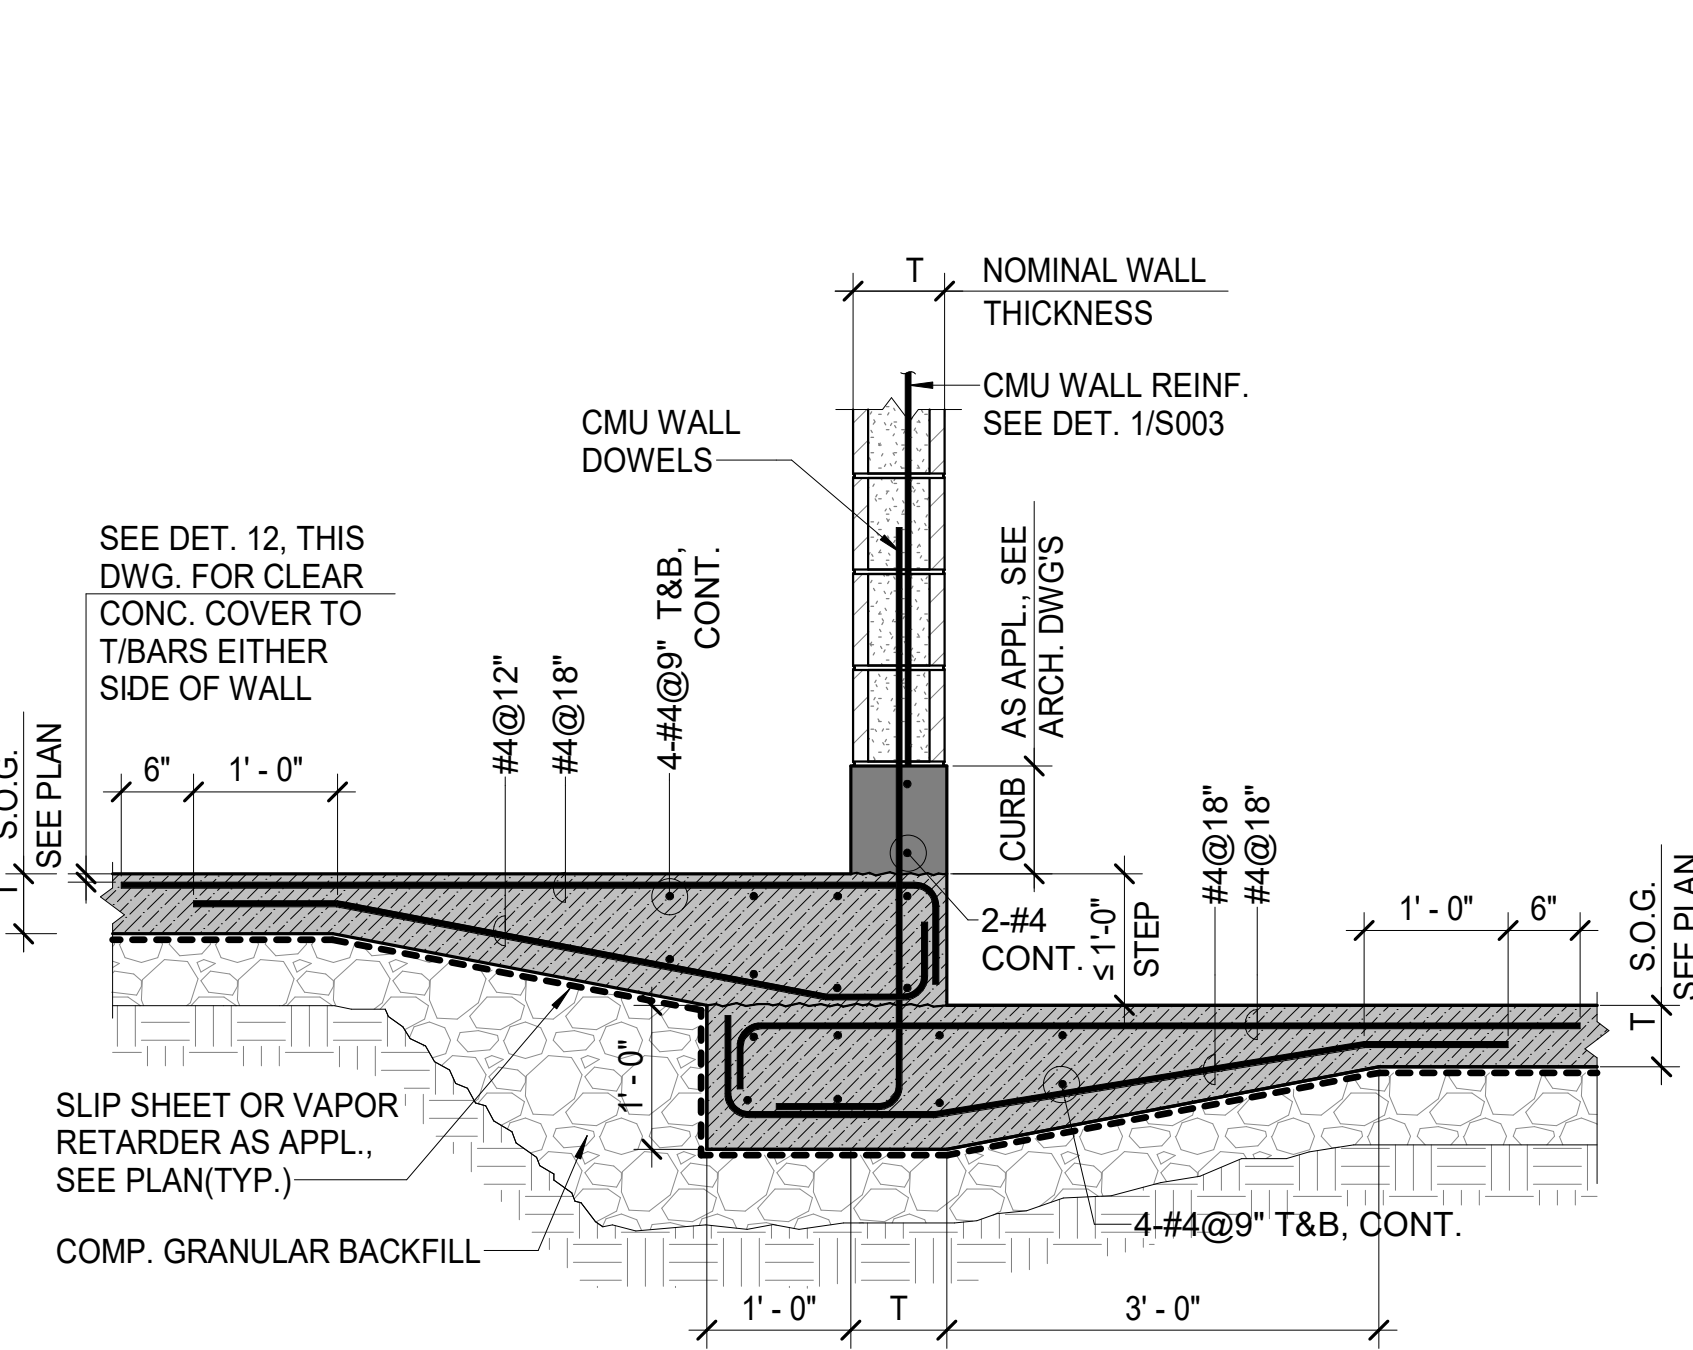 T
NOMINAL WALL
THICKNESS
CMU WALL REINF.
SEE DET. 1/S003
CMU WALL
DOWELS
SEE DET. 12, THIS
DWG. FOR CLEAR
CONC. COVER TO
T/BARS EITHER
SIDE OF WALL
#4@12"
#4@18"
4-#4@9" T&B,
CONT.
AS APPL., SEE
ARCH. DWG'S
CURB
S.O.G.
SEE PLAN
T
6"
1' - 0"
2-#4
CONT.
≤ 1'-0"
STEP
#4@18"
#4@18"
1' - 0"
6"
S.O.G.
SEE PLAN
T
1' - 0"
SLIP SHEET OR VAPOR
RETARDER AS APPL.,
SEE PLAN(TYP.)
COMP. GRANULAR BACKFILL
4-#4@9" T&B, CONT.
1' - 0"
T
3' - 0"